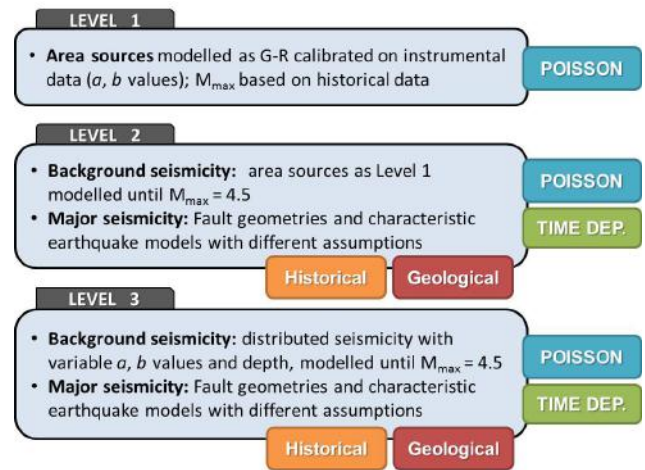 LEVEL 1
• Area sources modelled as G-R calibrated on instrumental
data (a, b values); Mmax based on historical data
POISSON
LEVEL 2
• Background seismicity: area sources as Level 1
modelled until Mmax = 4.5
• Major seismicity: Fault geometries and characteristic
earthquake models with different assumptions
POISSON
TIME DEP.
Historical
Geological
LEVEL 3
• Background seismicity: distributed seismicity with
variable a, b values and depth, modelled until Mmax = 4.5
• Major seismicity: Fault geometries and characteristic
earthquake models with different assumptions
POISSON
TIME DEP.
Historical
Geological